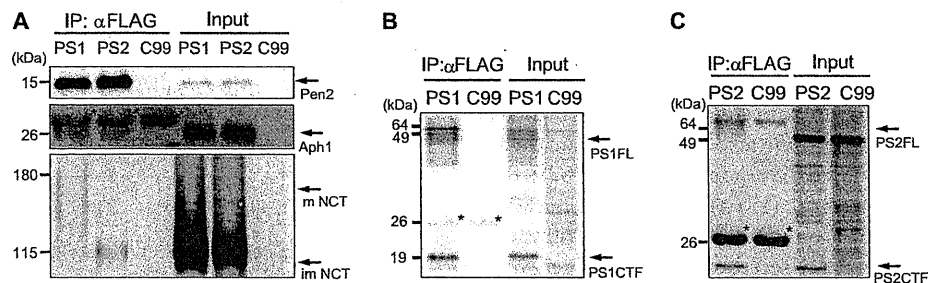 A
IP: αFLAG Input
(kDa) PS1 PS2 C99 PS1 PS2 C99
15
Pen2
26
Aph1
180
m NCT
115
im NCT
B
IP:αFLAG Input
(kDa) PS1 C99 PS1 C99
64
49
PS1FL
26 * *
19
PS1CTF
C
IP:αFLAG Input
PS2 C99 PS2 C99
(kDa)
64
PS2FL
49
* *
26
PS2CTF